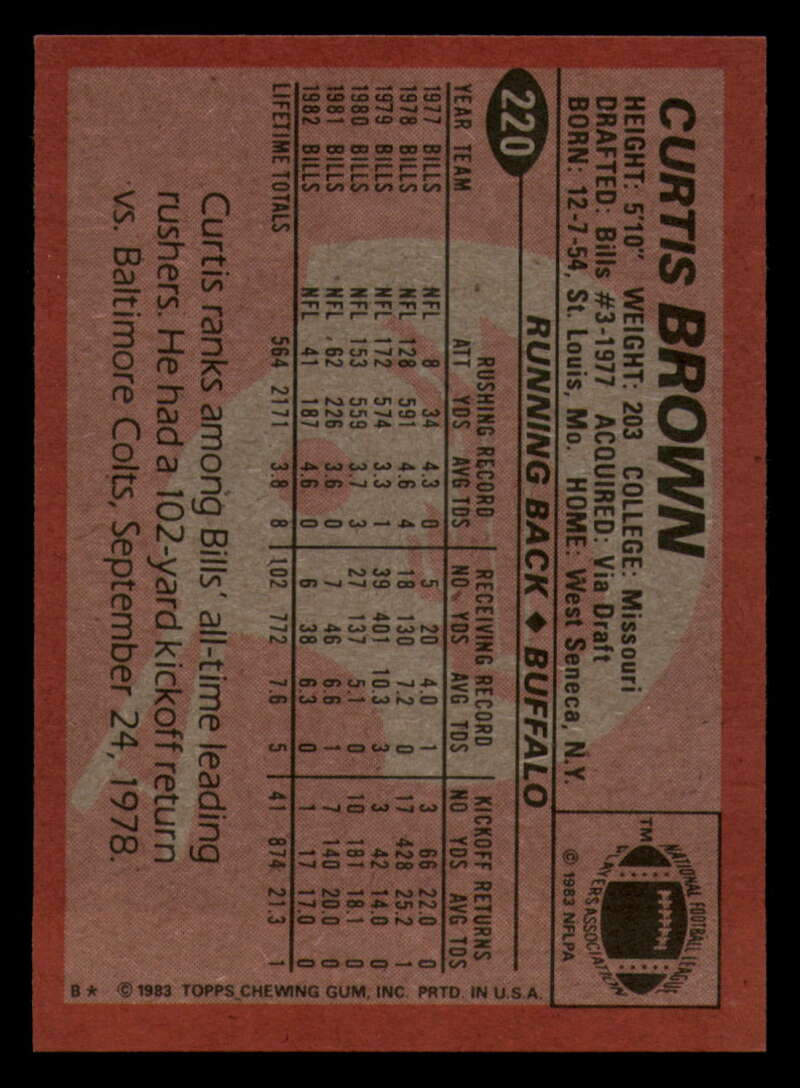 CURTIS BROWN
HEIGHT: 5'10" WEIGHT: 203 COLLEGE: Missouri
DRAFTED: Bills #3-1977 ACQUIRED: Via Draft
BORN: 12-7-54, St. Louis, Mo. HOME: West Seneca, N.Y.
TM
NATIONAL FOOTBALL LEAGUE
PLAYERS ASSOCIATION
© 1983 NFLPA
220
RUNNING BACK ♦ BUFFALO
RUSHING RECORD RECEIVING RECORD KICKOFF RETURNS
YEAR TEAM ATT YDS AVG TDS NO YDS AVG TDS NO YDS AVG TDS
1977 BILLS NFL 8 34 4.3 0 5 20 4.0 1 3 66 22.0 0
1978 BILLS NFL 128 591 4.6 4 18 130 7.2 0 17 428 25.2 1
1979 BILLS NFL 172 574 3.3 1 39 401 10.3 3 3 42 14.0 0
1980 BILLS NFL 153 559 3.7 3 27 137 5.1 0 10 181 18.1 0
1981 BILLS NFL 62 226 3.6 0 7 46 6.6 1 7 140 20.0 0
1982 BILLS NFL 41 187 4.6 0 6 38 6.3 0 1 17 17.0 0
LIFETIME TOTALS 564 2171 3.8 8 102 772 7.6 5 41 874 21.3 1
Curtis ranks among Bills' all-time leading
rushers. He had a 102-yard kickoff return
vs. Baltimore Colts, September 24, 1978.
B* © 1983 TOPPS CHEWING GUM, INC. PRTD. IN U.S.A.